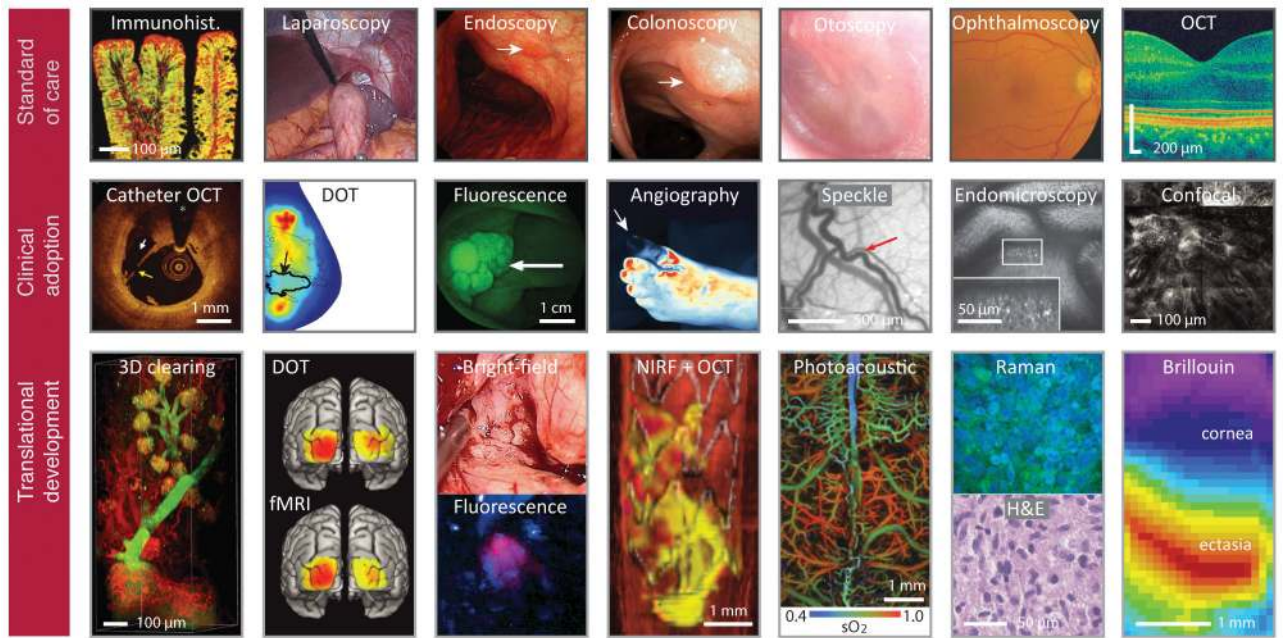 Standard
of care
Immunohist.
100 µm
Laparoscopy
Endoscopy
Colonoscopy
Otoscopy
Ophthalmoscopy
OCT
200 µm
Clinical
adoption
Catheter OCT
*
1 mm
DOT
Fluorescence
1 cm
Angiography
Speckle
500 µm
Endomicroscopy
50 µm
Confocal
100 µm
Translational
development
3D clearing
100 µm
DOT
fMRI
Bright-field
Fluorescence
NIRF + OCT
1 mm
Photoacoustic
1 mm
0.4 1.0
sO2
Raman
H&E
50 µm
Brillouin
cornea
ectasia
1 mm